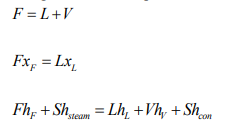 F = L + V
Fx_F = Lx_L
Fh_F + Sh_steam = Lh_L + Vh_V + Sh_con